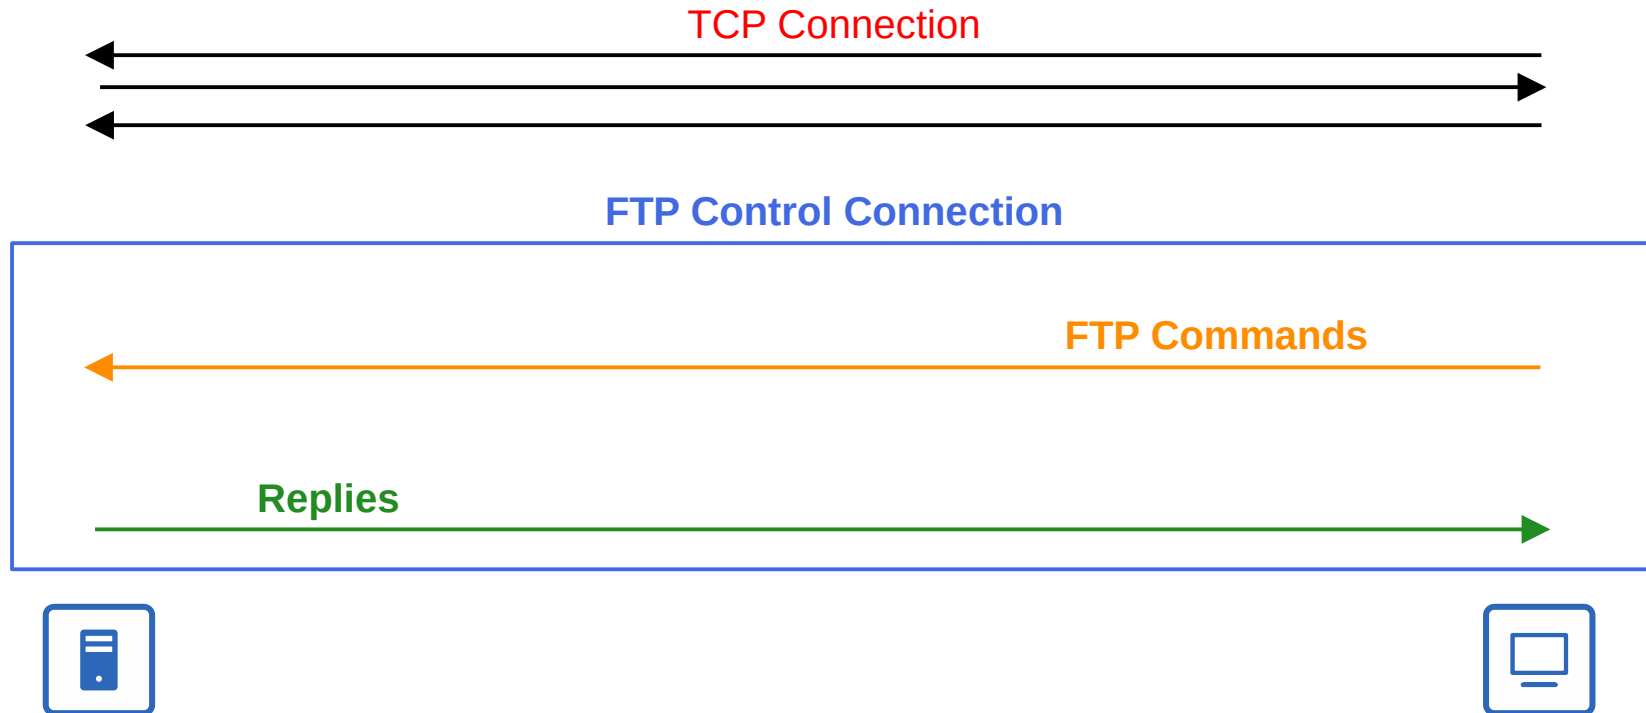 TCP Connection
FTP Control Connection
FTP Commands
Replies